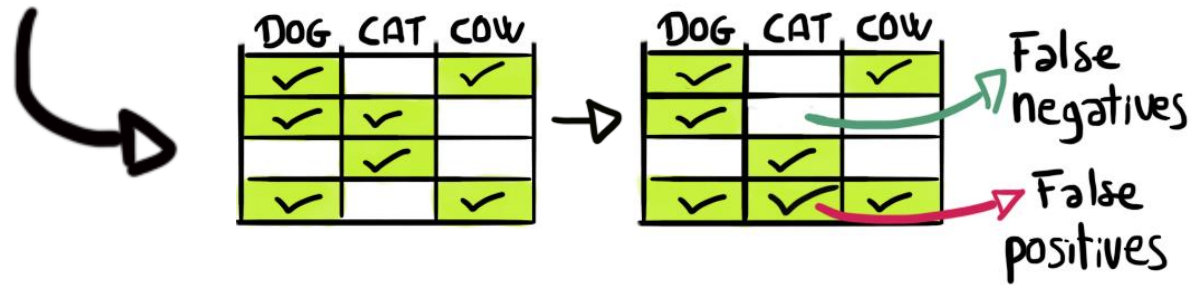 DOG CAT COW
DOG CAT COW
False
negatives
False
positives